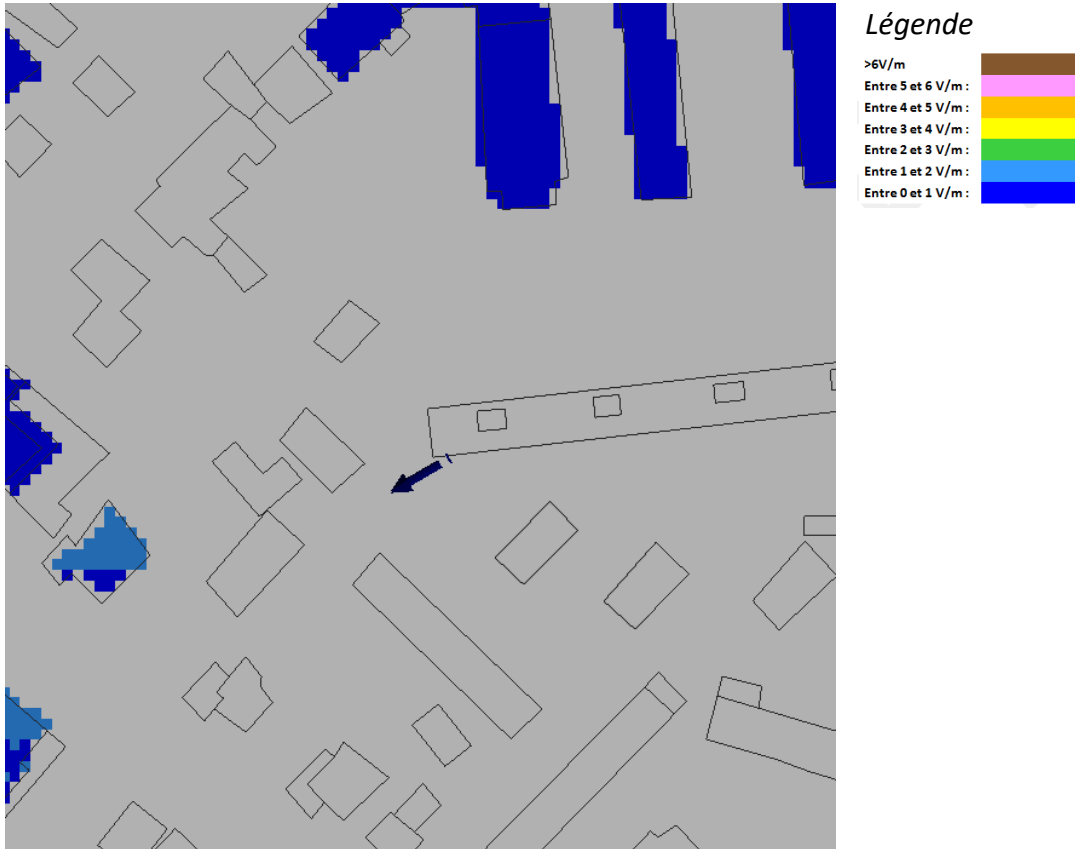 Légende
>6V/m
Entre 5 et 6 V/m :
Entre 4 et 5 V/m :
Entre 3 et 4 V/m :
Entre 2 et 3 V/m :
Entre 1 et 2 V/m :
Entre 0 et 1 V/m :